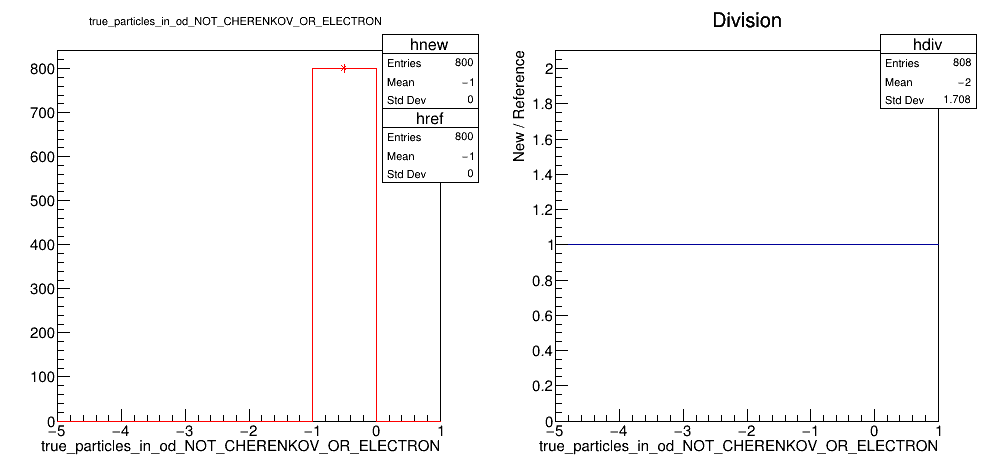 true_particles_in_od_NOT_CHERENKOV_OR_ELECTRON
hnew
Entries 800
Mean −1
Std Dev 0
href
Entries 800
Mean −1
Std Dev 0
800
700
600
500
400
300
200
100
0
−5 −4 −3 −2 −1 0 1
true_particles_in_od_NOT_CHERENKOV_OR_ELECTRON
Division
hdiv
Entries 808
Mean −2
Std Dev 1.708
New / Reference
2
1.8
1.6
1.4
1.2
1
0.8
0.6
0.4
0.2
0
−5 −4 −3 −2 −1 0 1
true_particles_in_od_NOT_CHERENKOV_OR_ELECTRON